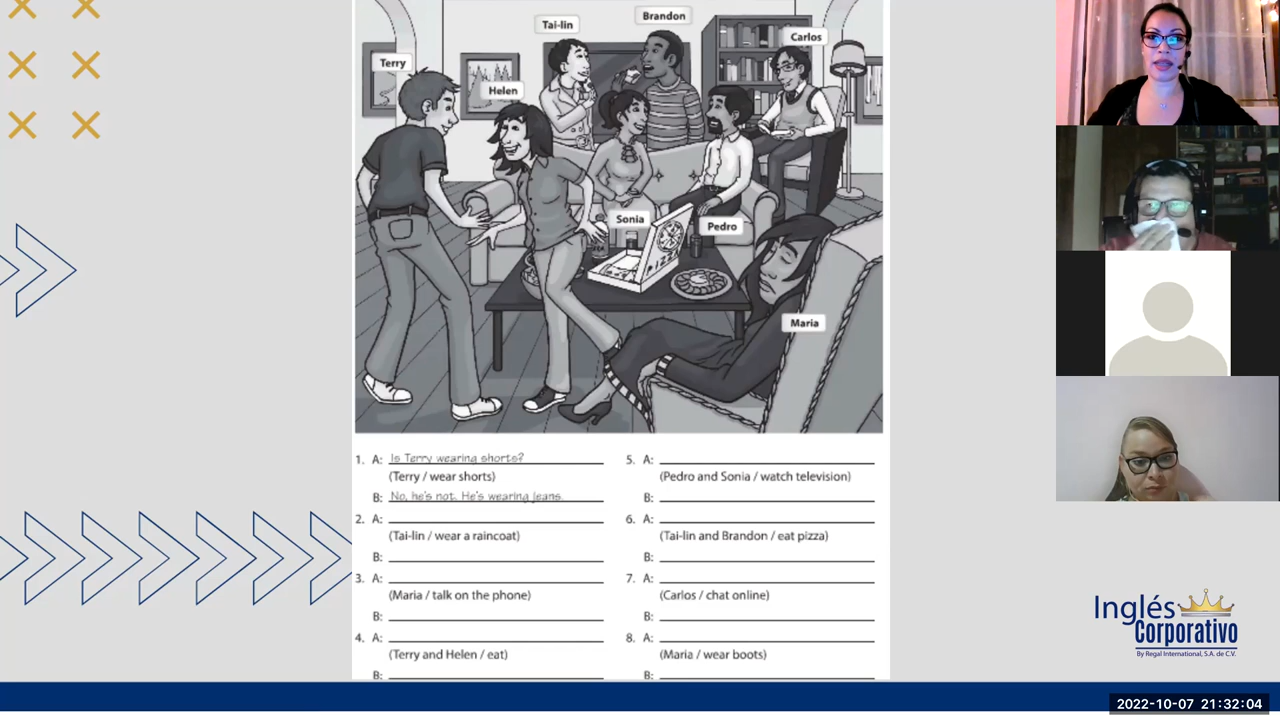 Tai-lin
Brandon
Carlos
Terry
Helen
Sonia
Pedro
PIZZA
Maria
1. A: Is Terry wearing shorts?
(Terry / wear shorts)
B: No, he's not. He's wearing jeans.
2. A:
(Tai-lin / wear a raincoat)
B:
3. A:
(Maria / talk on the phone)
B:
4. A:
(Terry and Helen / eat)
B:
5. A:
(Pedro and Sonia / watch television)
B:
6. A:
(Tai-lin and Brandon / eat pizza)
B:
7. A:
(Carlos / chat online)
B:
8. A:
(Maria / wear boots)
B:
Inglés
Corporativo
By Regal International, S.A. de C.V.
2022-10-07 21:32:04